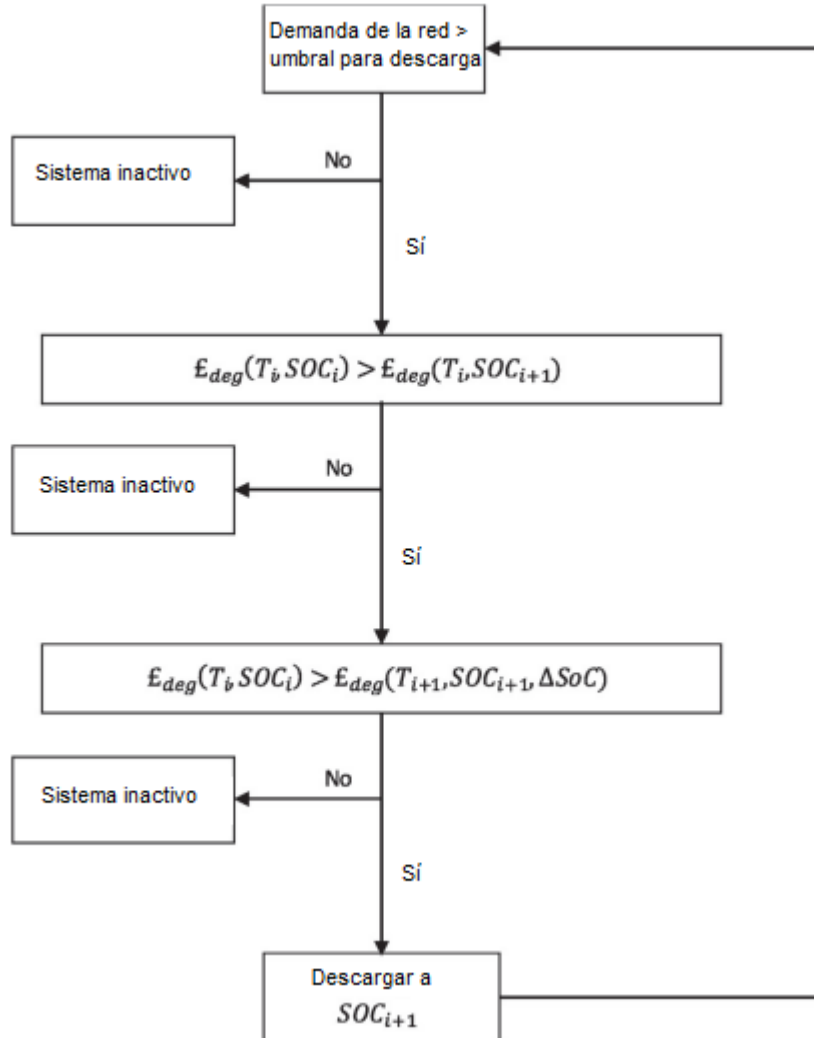 Demanda de la red >
umbral para descarga
No
Sistema inactivo
Sí
£deg(Ti,SOCi) > £deg(Ti,SOCi+1)
No
Sistema inactivo
Sí
£deg(Ti,SOCi) > £deg(Ti+1,SOCi+1,ΔSoC)
No
Sistema inactivo
Sí
Descargar a
SOCi+1